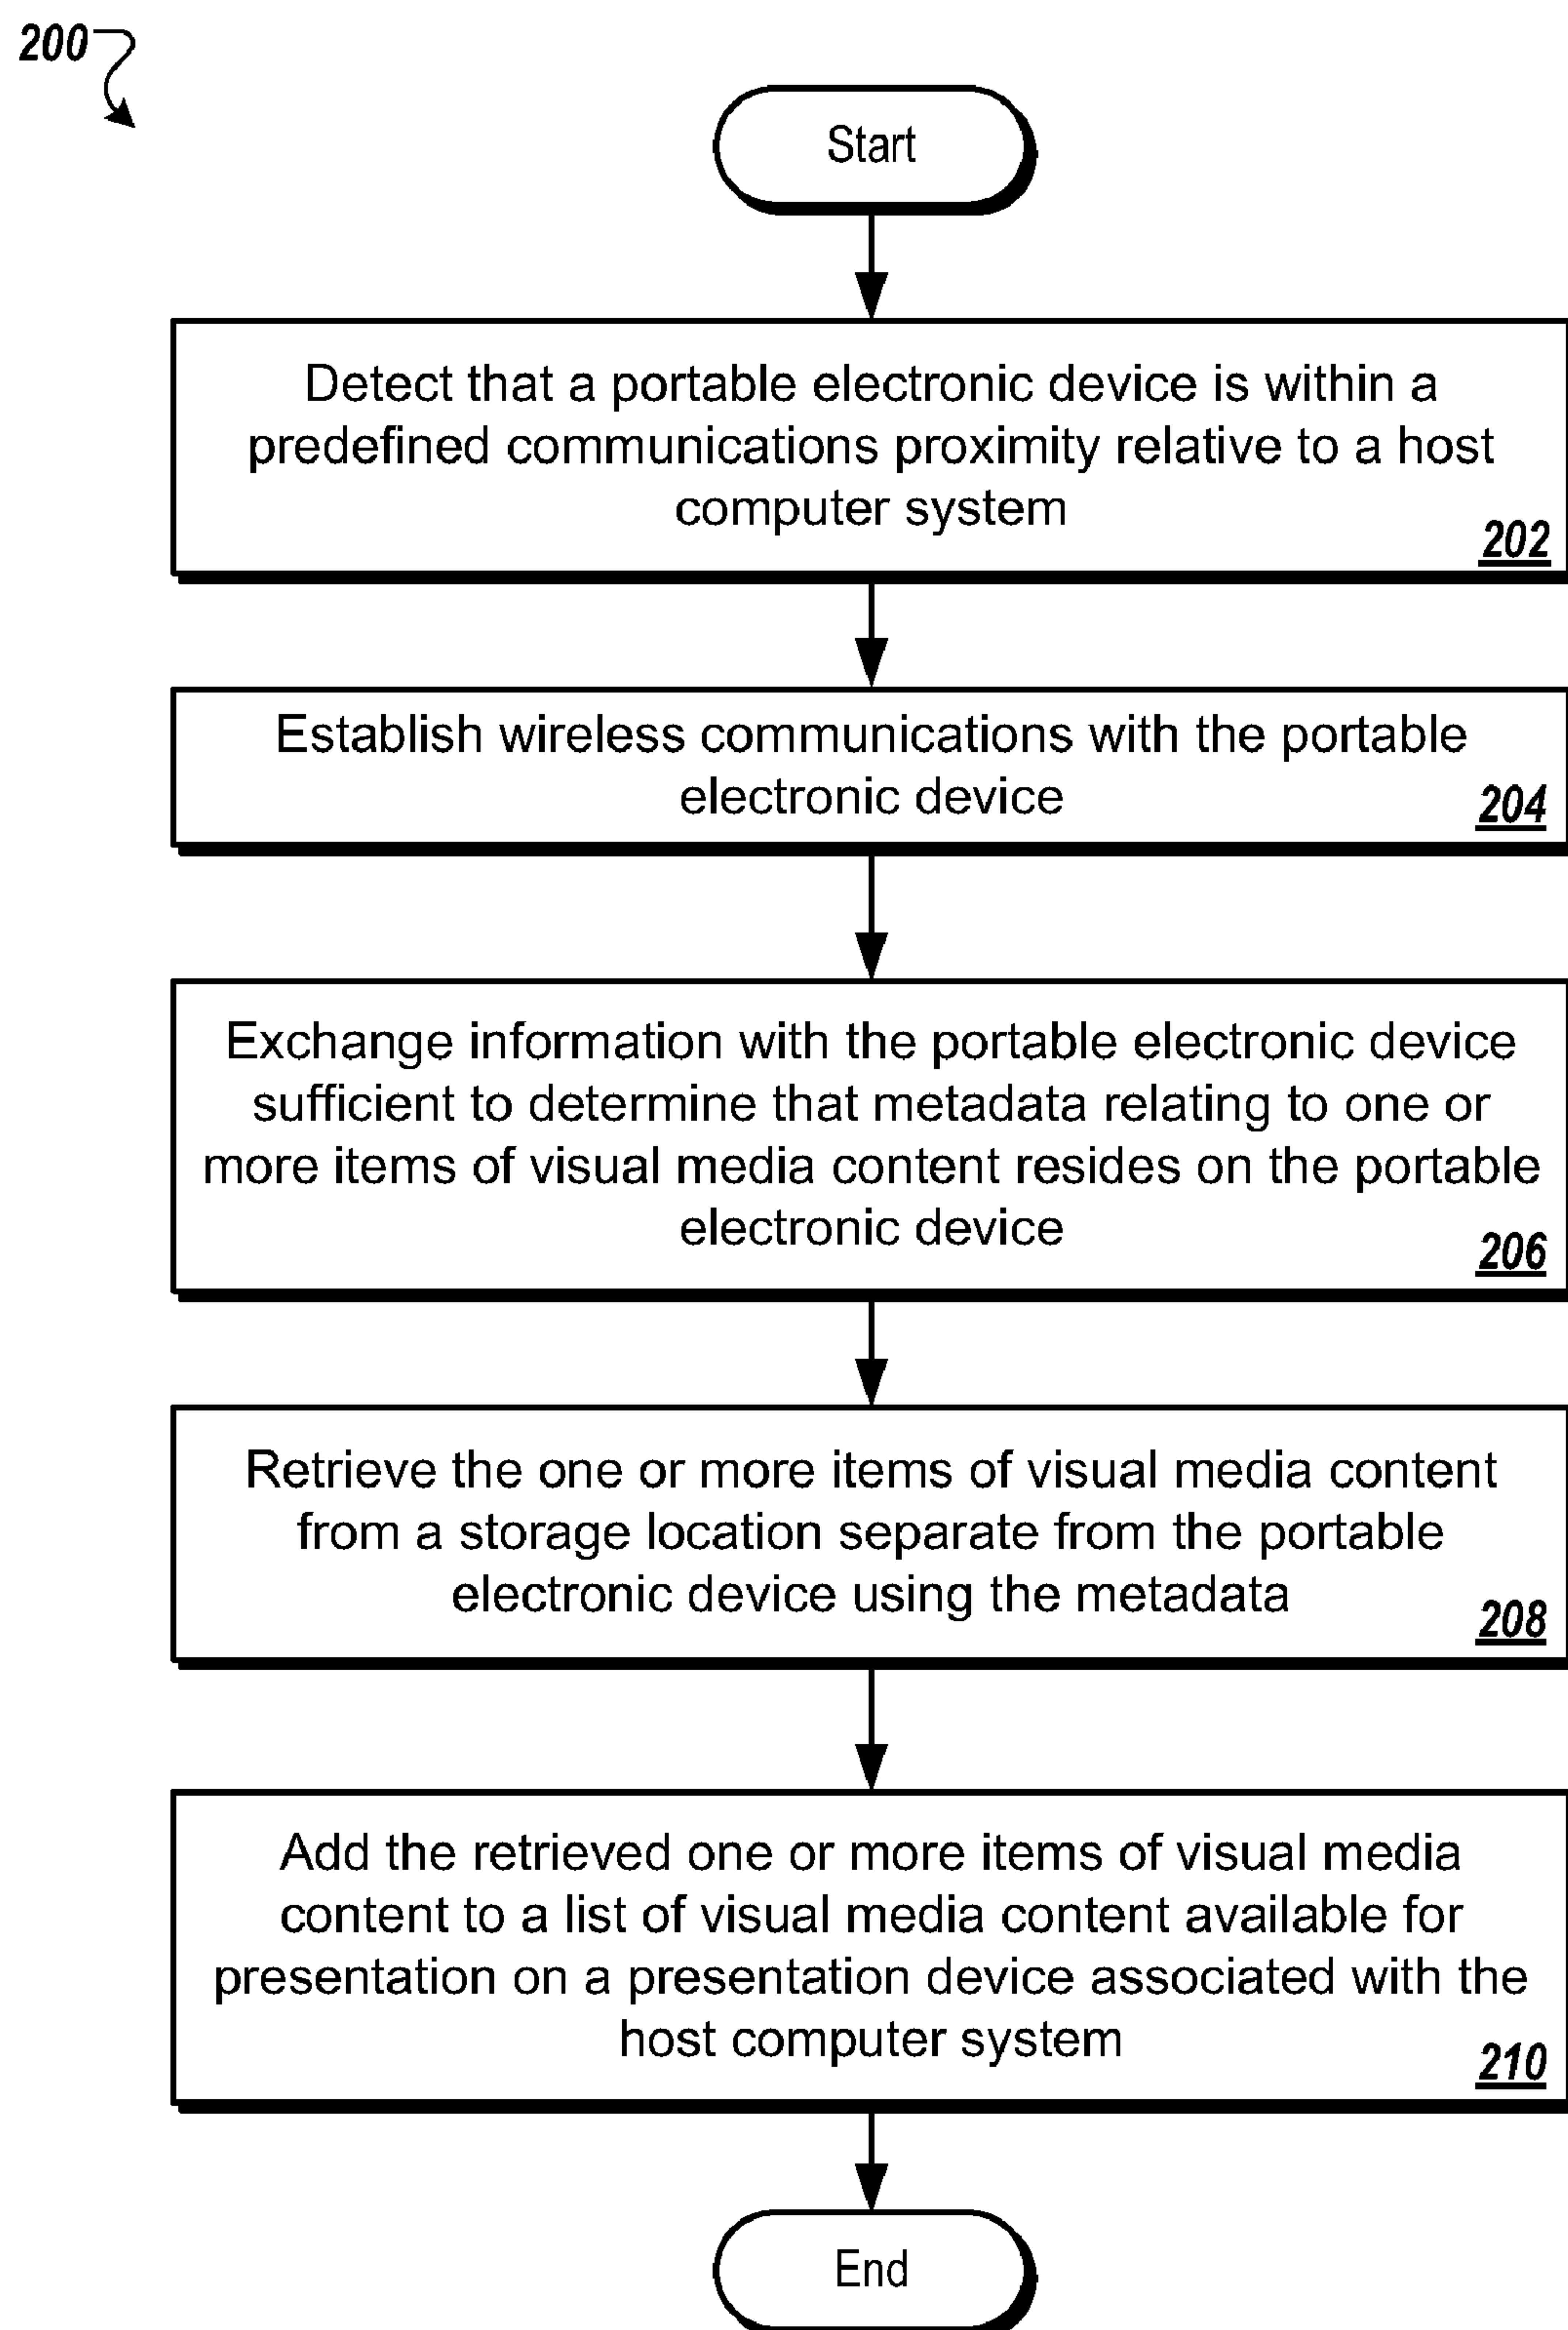 200
Start
Detect that a portable electronic device is within a
predefined communications proximity relative to a host
computer system
202
Establish wireless communications with the portable
electronic device
204
Exchange information with the portable electronic device
sufficient to determine that metadata relating to one or
more items of visual media content resides on the portable
electronic device
206
Retrieve the one or more items of visual media content
from a storage location separate from the portable
electronic device using the metadata
208
Add the retrieved one or more items of visual media
content to a list of visual media content available for
presentation on a presentation device associated with the
host computer system
210
End